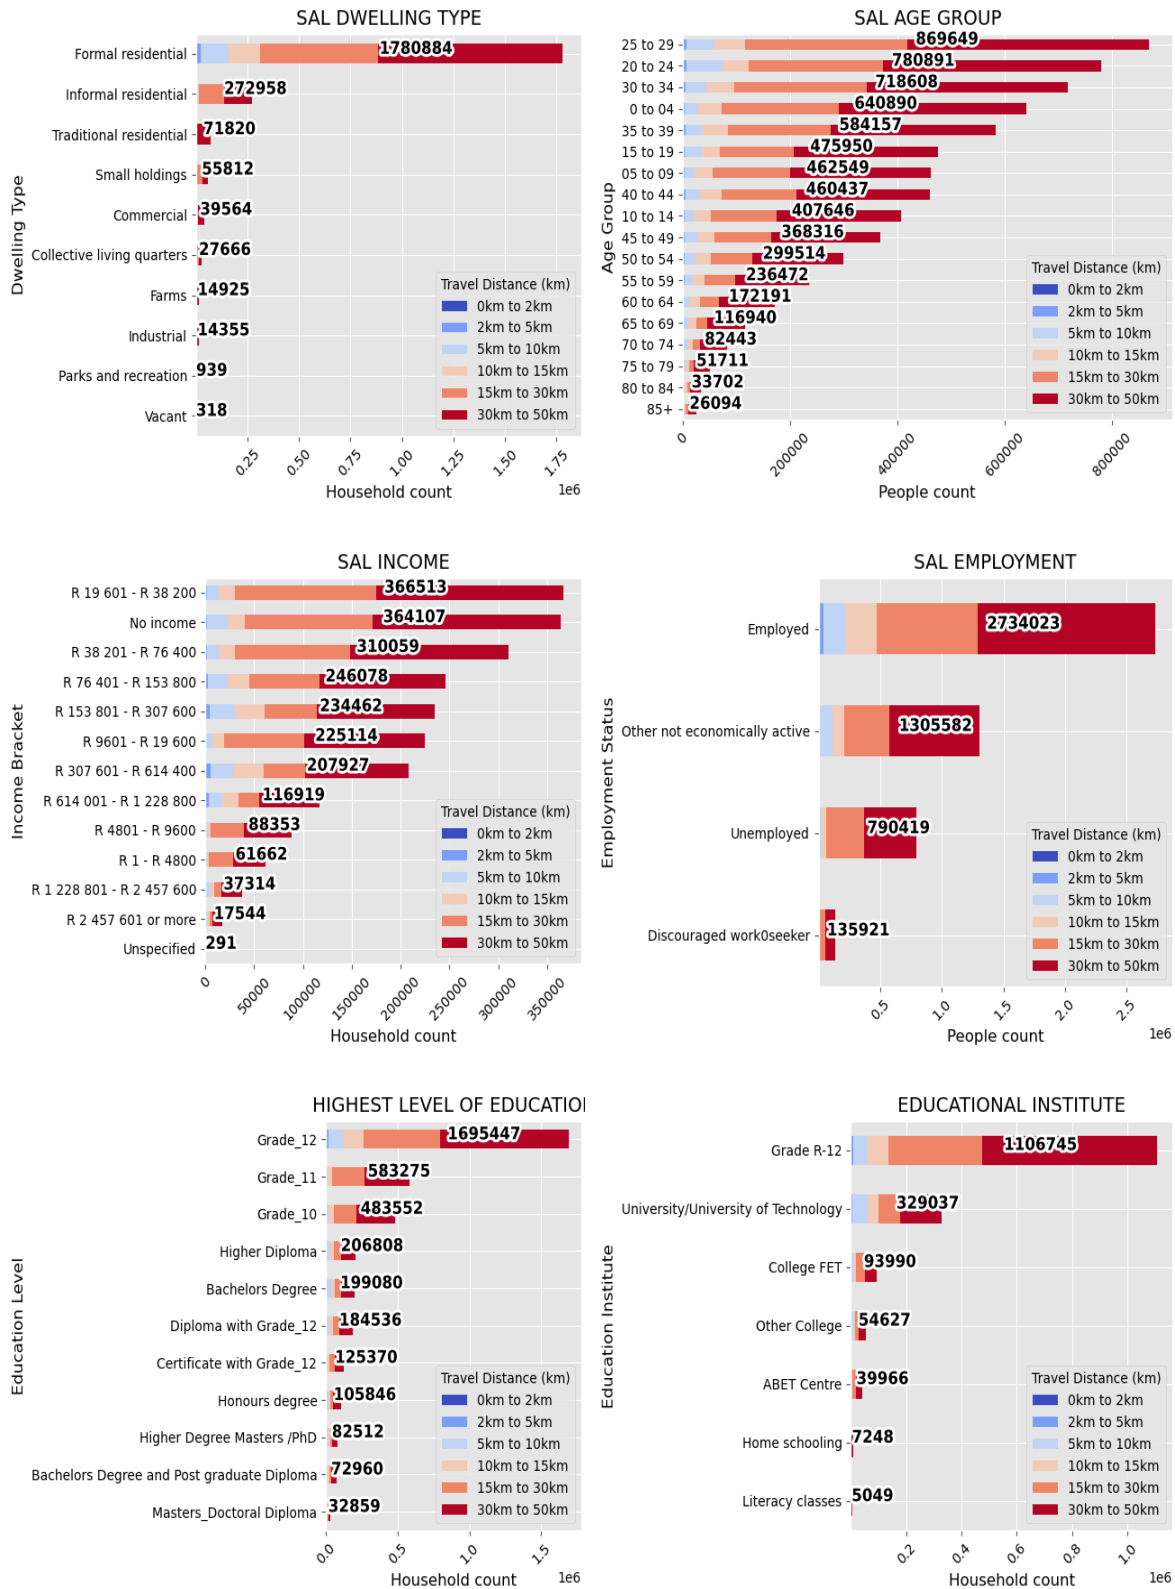 SAL DWELLING TYPE
Dwelling Type
Formal residential 1780884
Informal residential 272958
Traditional residential 71820
Small holdings 55812
Commercial 39564
Collective living quarters 27666
Farms 14925
Industrial 14355
Parks and recreation 939
Vacant 318
Travel Distance (km)
0km to 2km
2km to 5km
5km to 10km
10km to 15km
15km to 30km
30km to 50km
0.25 0.50 0.75 1.00 1.25 1.50 1.75
1e6
Household count
SAL AGE GROUP
Age Group
25 to 29 869649
20 to 24 780891
30 to 34 718608
0 to 04 640890
35 to 39 584157
15 to 19 475950
05 to 09 462549
40 to 44 460437
10 to 14 407646
45 to 49 368316
50 to 54 299514
55 to 59 236472
60 to 64 172191
65 to 69 116940
70 to 74 82443
75 to 79 51711
80 to 84 33702
85+ 26094
Travel Distance (km)
0km to 2km
2km to 5km
5km to 10km
10km to 15km
15km to 30km
30km to 50km
0 200000 400000 600000 800000
People count
SAL INCOME
Income Bracket
R 19 601 - R 38 200 366513
No income 364107
R 38 201 - R 76 400 310059
R 76 401 - R 153 800 246078
R 153 801 - R 307 600 234462
R 9601 - R 19 600 225114
R 307 601 - R 614 400 207927
R 614 001 - R 1 228 800 116919
R 4801 - R 9600 88353
R 1 - R 4800 61662
R 1 228 801 - R 2 457 600 37314
R 2 457 601 or more 17544
Unspecified 291
Travel Distance (km)
0km to 2km
2km to 5km
5km to 10km
10km to 15km
15km to 30km
30km to 50km
0 50000 100000 150000 200000 250000 300000 350000
Household count
SAL EMPLOYMENT
Employment Status
Employed 2734023
Other not economically active 1305582
Unemployed 790419
Discouraged work0seeker 135921
Travel Distance (km)
0km to 2km
2km to 5km
5km to 10km
10km to 15km
15km to 30km
30km to 50km
0.5 1.0 1.5 2.0 2.5
1e6
People count
HIGHEST LEVEL OF EDUCATIO
Education Level
Grade_12 1695447
Grade_11 583275
Grade_10 483552
Higher Diploma 206808
Bachelors Degree 199080
Diploma with Grade_12 184536
Certificate with Grade_12 125370
Honours degree 105846
Higher Degree Masters /PhD 82512
Bachelors Degree and Post graduate Diploma 72960
Masters_Doctoral Diploma 32859
Travel Distance (km)
0km to 2km
2km to 5km
5km to 10km
10km to 15km
15km to 30km
30km to 50km
0.0 0.5 1.0 1.5
1e6
Household count
EDUCATIONAL INSTITUTE
Education Institute
Grade R-12 1106745
University/University of Technology 329037
College FET 93990
Other College 54627
ABET Centre 39966
Home schooling 7248
Literacy classes 5049
Travel Distance (km)
0km to 2km
2km to 5km
5km to 10km
10km to 15km
15km to 30km
30km to 50km
0.2 0.4 0.6 0.8 1.0
1e6
Household count